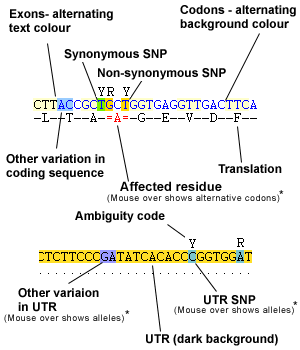 Exons- alternating
text colour
Codons - alternating
background colour
Synonymous SNP
Non-synonymous SNP
YR Y
CTTACCGCTGCTGGTGAGGTTGACTTCA
–L––T––A–=A=–G––E––V––D––F–
Other variation in
coding sequence
Translation
Affected residue
(Mouse over shows alternative codons)*
Ambiguity code
Y R
CTCTTCCCGATATCACACCCGGTGGAT
Other variaion
in UTR
(Mouse over shows alleles)*
UTR SNP
(Mouse over shows alleles)*
UTR (dark background)